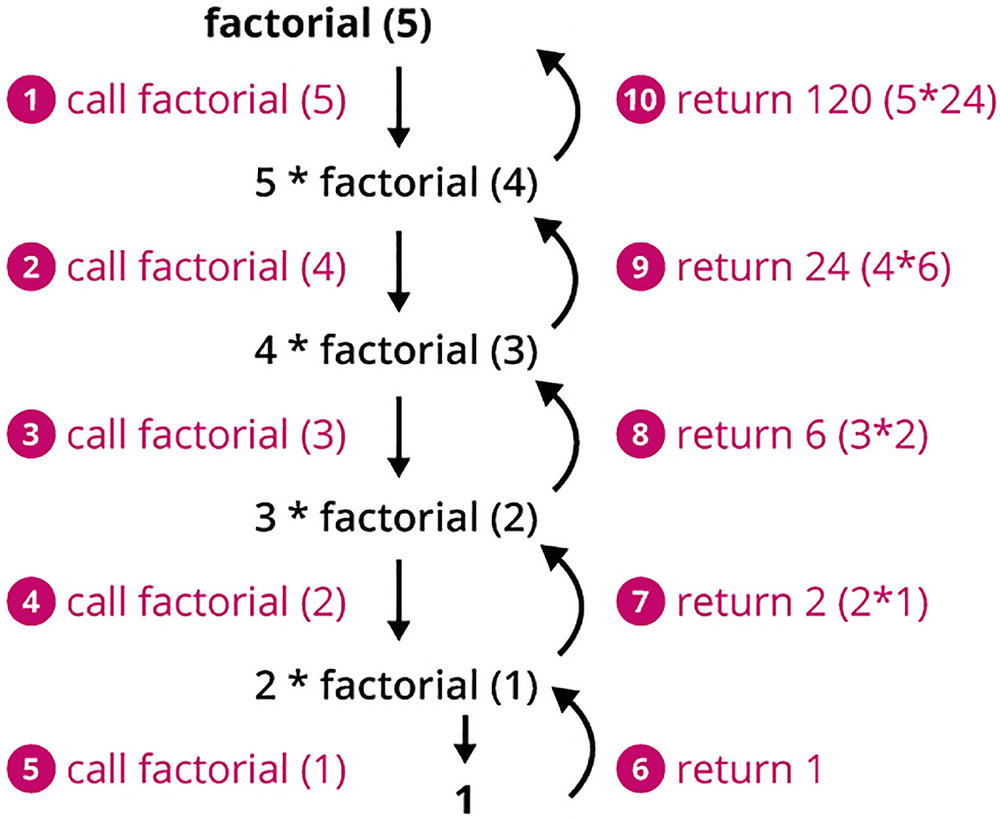 factorial (5)
1 call factorial (5)
10 return 120 (5*24)
5 * factorial (4)
2 call factorial (4)
9 return 24 (4*6)
4 * factorial (3)
3 call factorial (3)
8 return 6 (3*2)
3 * factorial (2)
4 call factorial (2)
7 return 2 (2*1)
2 * factorial (1)
5 call factorial (1)
6 return 1
1